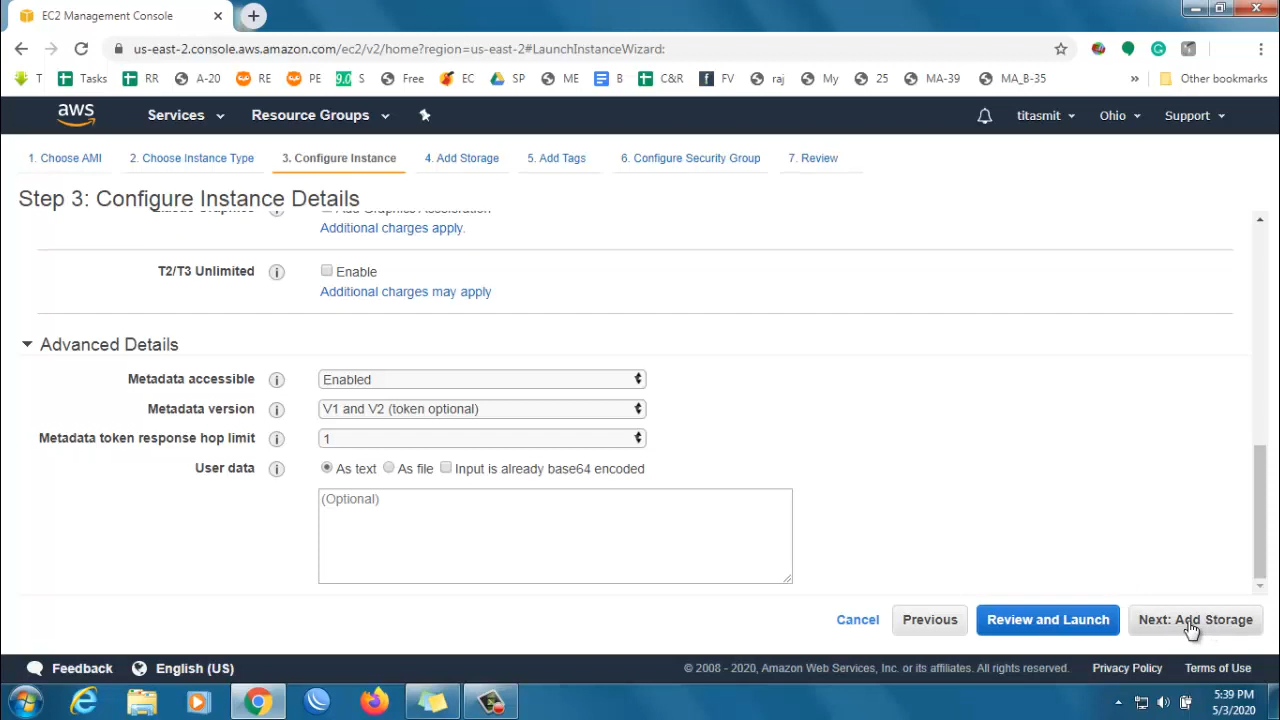 EC2 Management Console
us-east-2.console.aws.amazon.com/ec2/v2/home?region=us-east-2#LaunchInstanceWizard:
T Tasks RR A-20 RE PE 9.0 S Free EC SP ME B C&R FV raj My 25 MA-39 MA_B-35 » Other bookmarks
aws Services Resource Groups titasmit Ohio Support
1. Choose AMI 2. Choose Instance Type 3. Configure Instance 4. Add Storage 5. Add Tags 6. Configure Security Group 7. Review
Step 3: Configure Instance Details
Additional charges apply.
T2/T3 Unlimited i Enable
Additional charges may apply
Advanced Details
Metadata accessible i Enabled
Metadata version i V1 and V2 (token optional)
Metadata token response hop limit i 1
User data i As text As file Input is already base64 encoded
(Optional)
Cancel Previous Review and Launch Next: Add Storage
Feedback English (US) © 2008 - 2020, Amazon Web Services, Inc. or its affiliates. All rights reserved. Privacy Policy Terms of Use
5:39 PM
5/3/2020